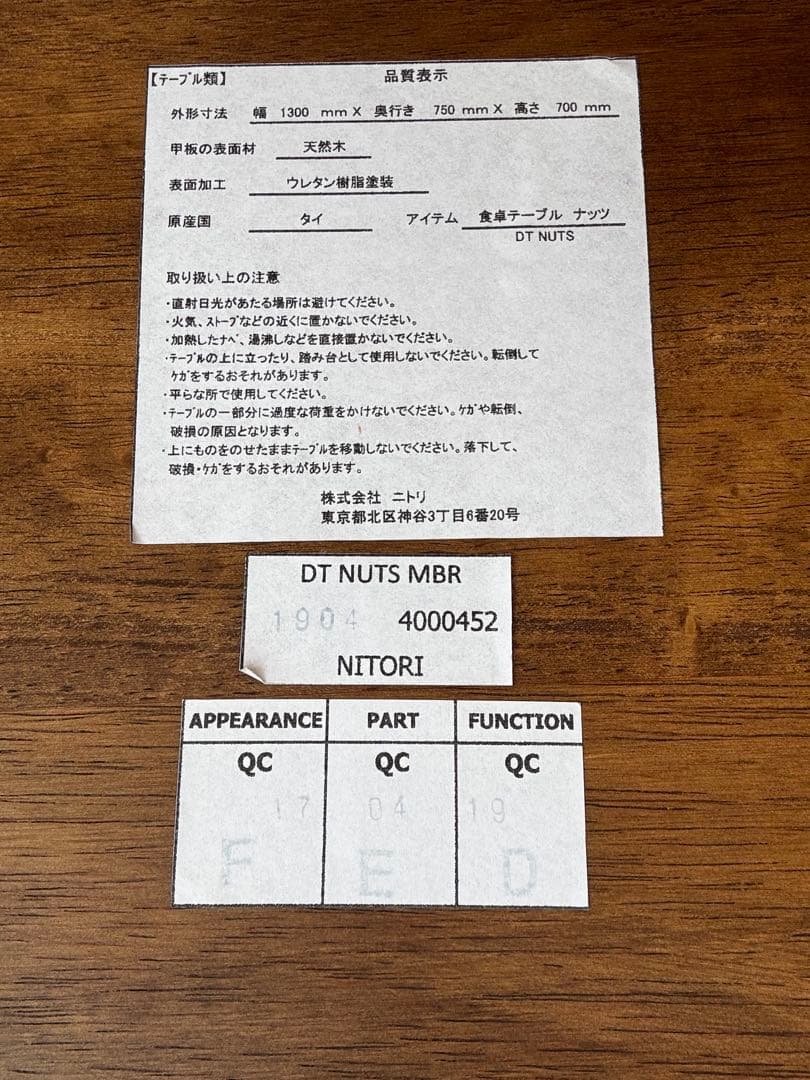 【ﾃｰﾌﾞﾙ類】 品質表示
外形寸法 幅 1300 mm X 奥行き 750 mm X 高さ 700 mm
甲板の表面材 天然木
表面加工 ウレタン樹脂塗装
原産国 タイ アイテム 食卓テーブル ナッツ
DT NUTS
取り扱い上の注意
・直射日光があたる場所は避けてください。
・火気、ｽﾄｰﾌﾞなどの近くに置かないでください。
・加熱したﾅﾍﾞ、湯沸しなどを直接置かないでください。
・ﾃｰﾌﾞﾙの上に立ったり、踏み台として使用しないでください。転倒して
ｹｶﾞをするおそれがあります。
・平らな所で使用してください。
・ﾃｰﾌﾞﾙの一部分に過度な荷重をかけないでください。ｹｶﾞや転倒、
破損の原因となります。
・上にものをのせたままﾃｰﾌﾞﾙを移動しないでください。落下して、
破損・ｹｶﾞをするおそれがあります。
株式会社 ニトリ
東京都北区神谷3丁目6番20号
DT NUTS MBR
1904 4000452
NITORI
APPEARANCE PART FUNCTION
QC QC QC
17 04 19
F E D